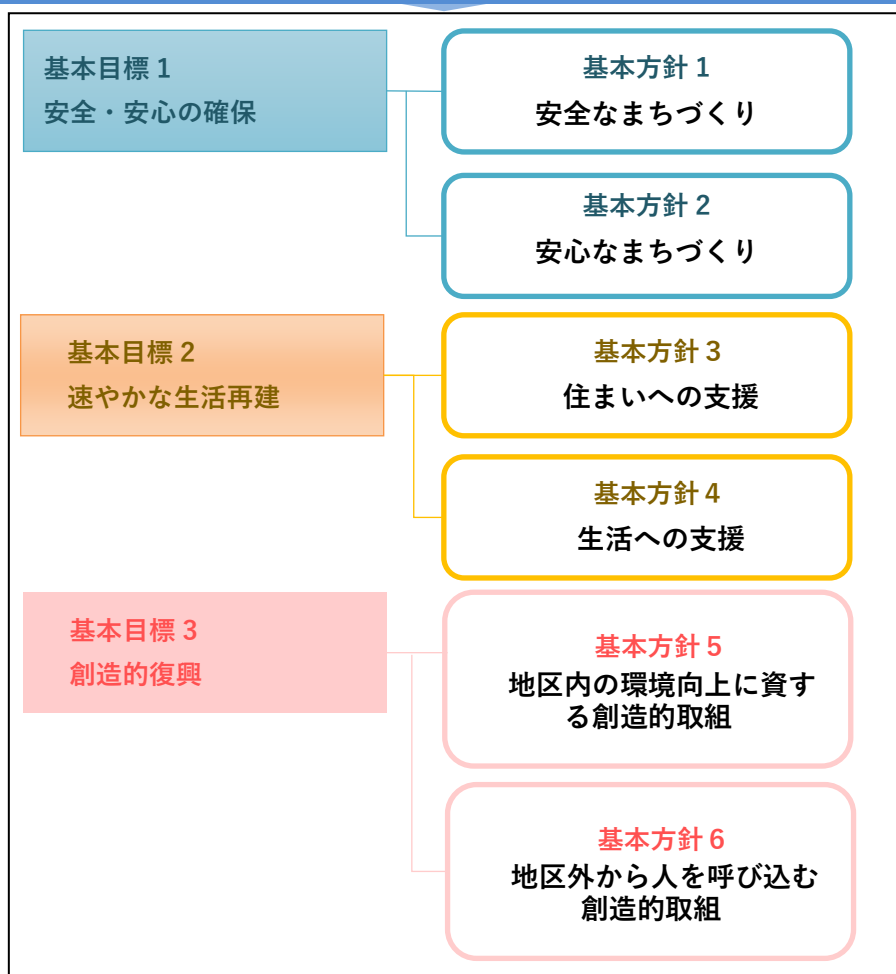 基本目標1
安全・安心の確保
基本方針1
安全なまちづくり
基本方針2
安心なまちづくり
基本目標2
速やかな生活再建
基本方針3
住まいへの支援
基本方針4
生活への支援
基本目標3
創造的復興
基本方針5
地区内の環境向上に資す
る創造的取組
基本方針6
地区外から人を呼び込む
創造的取組